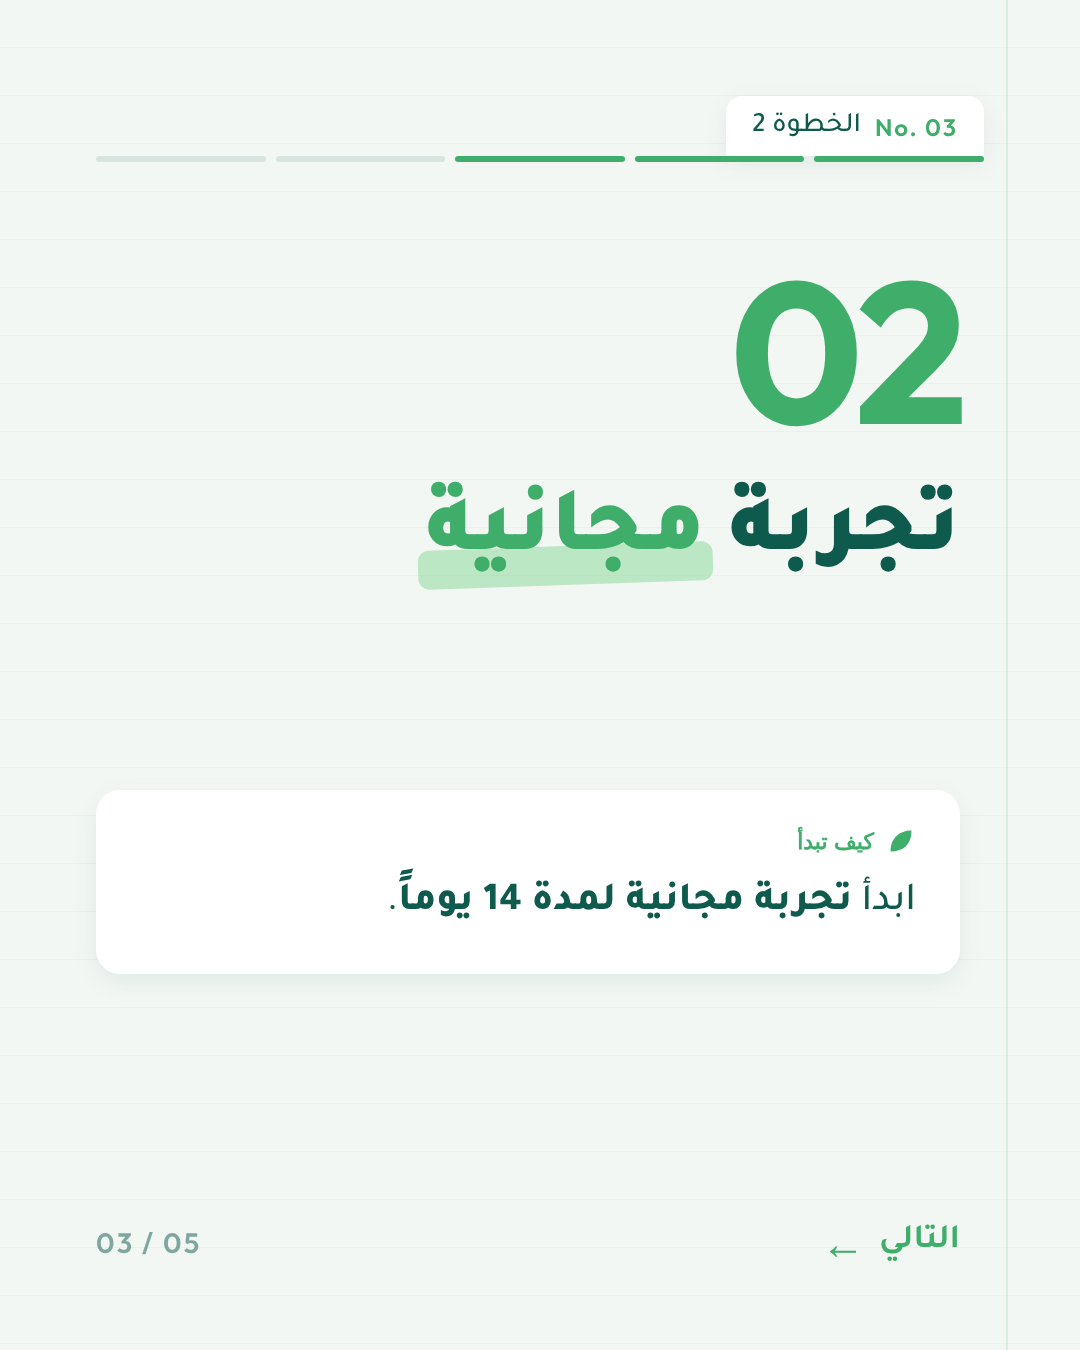 No. 03 الخطوة 2
02
تجربة مجانية
كيف تبدأ
ابدأ تجربة مجانية لمدة 14 يوماً.
التالي ←
03 / 05